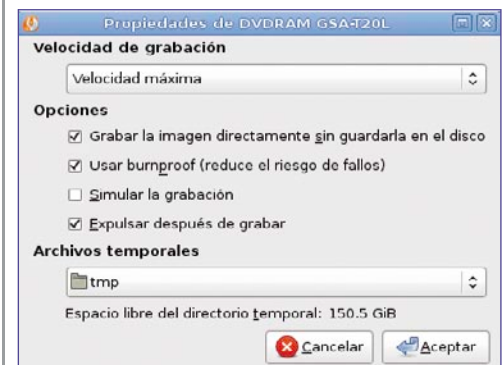 Propiedades de DVDRAM GSA-T20L
Velocidad de grabación
Velocidad máxima
Opciones
Grabar la imagen directamente sin guardarla en el disco
Usar burnproof (reduce el riesgo de fallos)
Simular la grabación
Expulsar después de grabar
Archivos temporales
tmp
Espacio libre del directorio temporal: 150.5 GiB
Cancelar
Aceptar